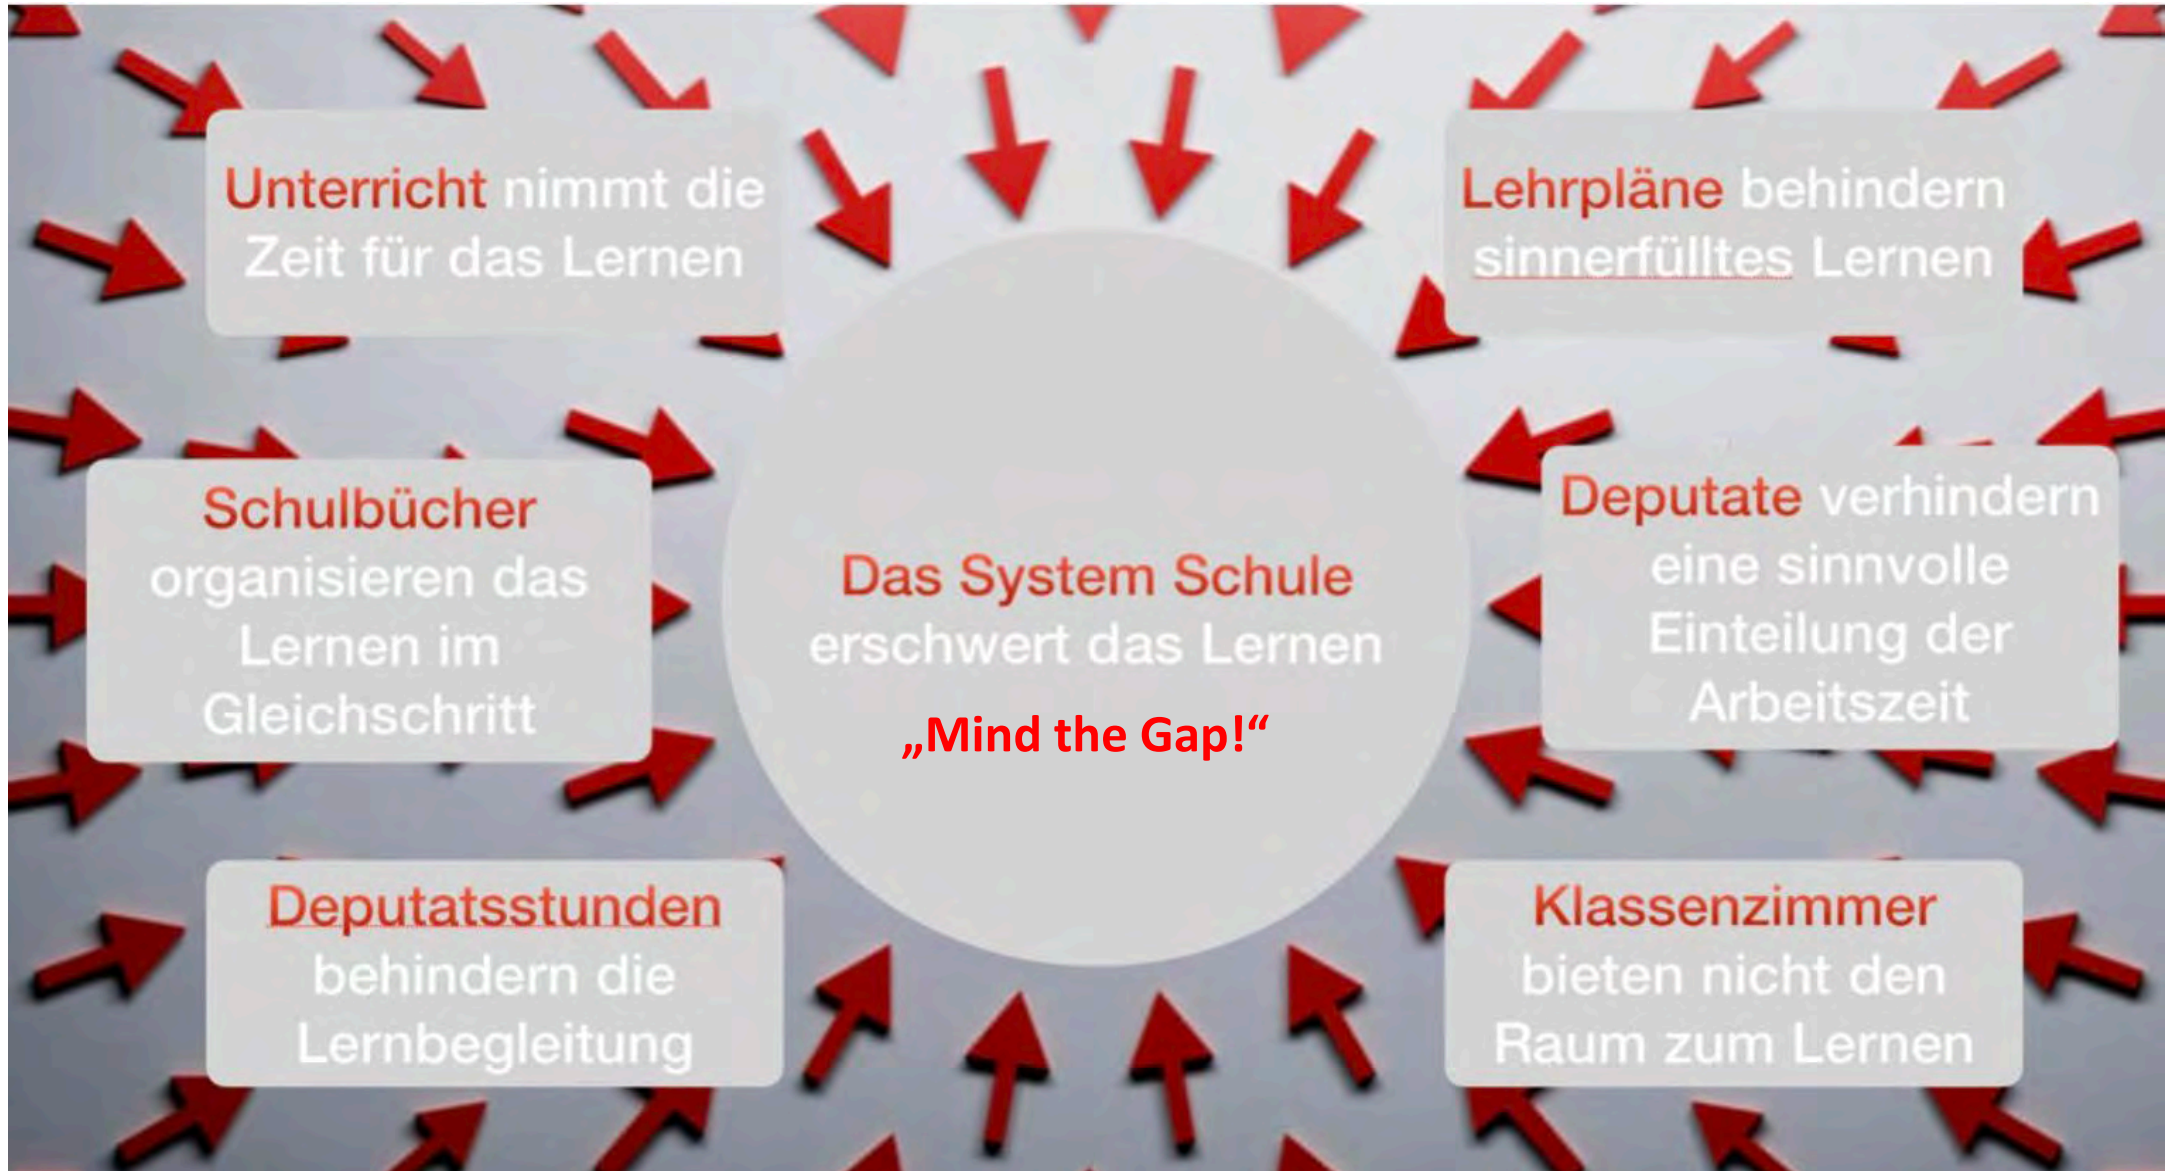 Unterricht nimmt die
Zeit für das Lernen
Lehrpläne behindern
sinnerfülltes Lernen
Schulbücher
organisieren das
Lernen im
Gleichschritt
Das System Schule
erschwert das Lernen
„Mind the Gap!“
Deputate verhindern
eine sinnvolle
Einteilung der
Arbeitszeit
Deputatsstunden
behindern die
Lernbegleitung
Klassenzimmer
bieten nicht den
Raum zum Lernen